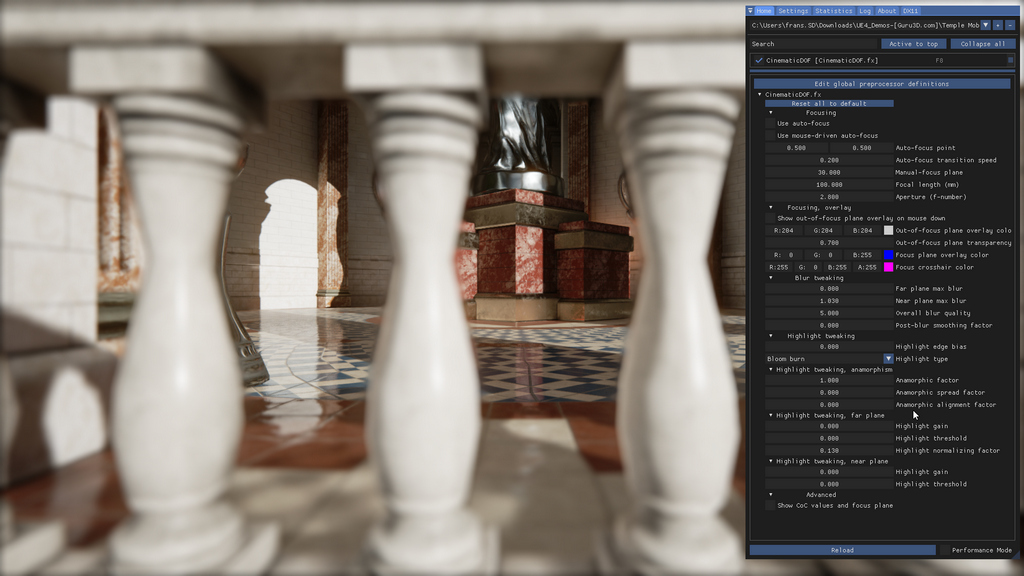 Home Settings Statistics Log About DX11
C:\Users\frans.SD\Downloads\UE4_Demos-[Guru3D.com]\Temple Mob + -
Search Active to top Collapse all
CinematicDOF [CinematicDOF.fx] F8
Edit global preprocessor definitions
CinematicDOF.fx
Reset all to default
Focusing
Use auto-focus
Use mouse-driven auto-focus
0.500 0.500 Auto-focus point
0.200 Auto-focus transition speed
30.000 Manual-focus plane
100.000 Focal length (mm)
2.800 Aperture (f-number)
Focusing, overlay
Show out-of-focus plane overlay on mouse down
R:204 G:204 B:204 Out-of-focus plane overlay colo
0.700 Out-of-focus plane transparency
R: 0 G: 0 B:255 Focus plane overlay color
R:255 G: 0 B:255 A:255 Focus crosshair color
Blur tweaking
0.000 Far plane max blur
1.030 Near plane max blur
5.000 Overall blur quality
0.000 Post-blur smoothing factor
Highlight tweaking
0.000 Highlight edge bias
Bloom burn Highlight type
Highlight tweaking, anamorphism
1.000 Anamorphic factor
0.000 Anamorphic spread factor
0.000 Anamorphic alignment factor
Highlight tweaking, far plane
0.000 Highlight gain
0.000 Highlight threshold
0.130 Highlight normalizing factor
Highlight tweaking, near plane
0.000 Highlight gain
0.000 Highlight threshold
Advanced
Show CoC values and focus plane
Reload Performance Mode